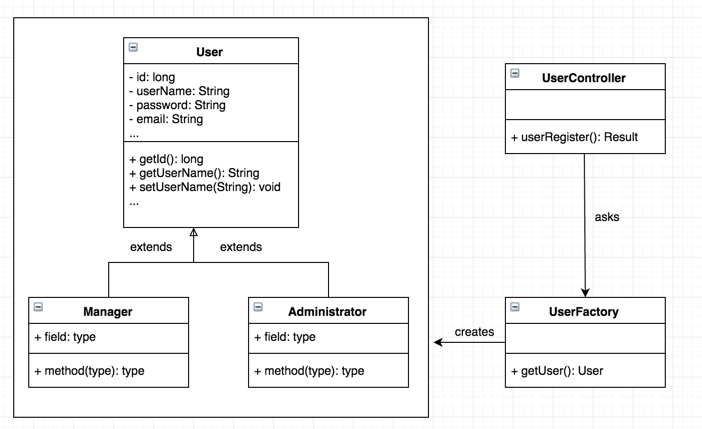 User
- id: long
- userName: String
- password: String
- email: String
...
+ getId(): long
+ getUserName(): String
+ setUserName(String): void
...
extends
extends
Manager
+ field: type
+ method(type): type
Administrator
+ field: type
+ method(type): type
UserController
+ userRegister(): Result
asks
UserFactory
+ getUser(): User
creates